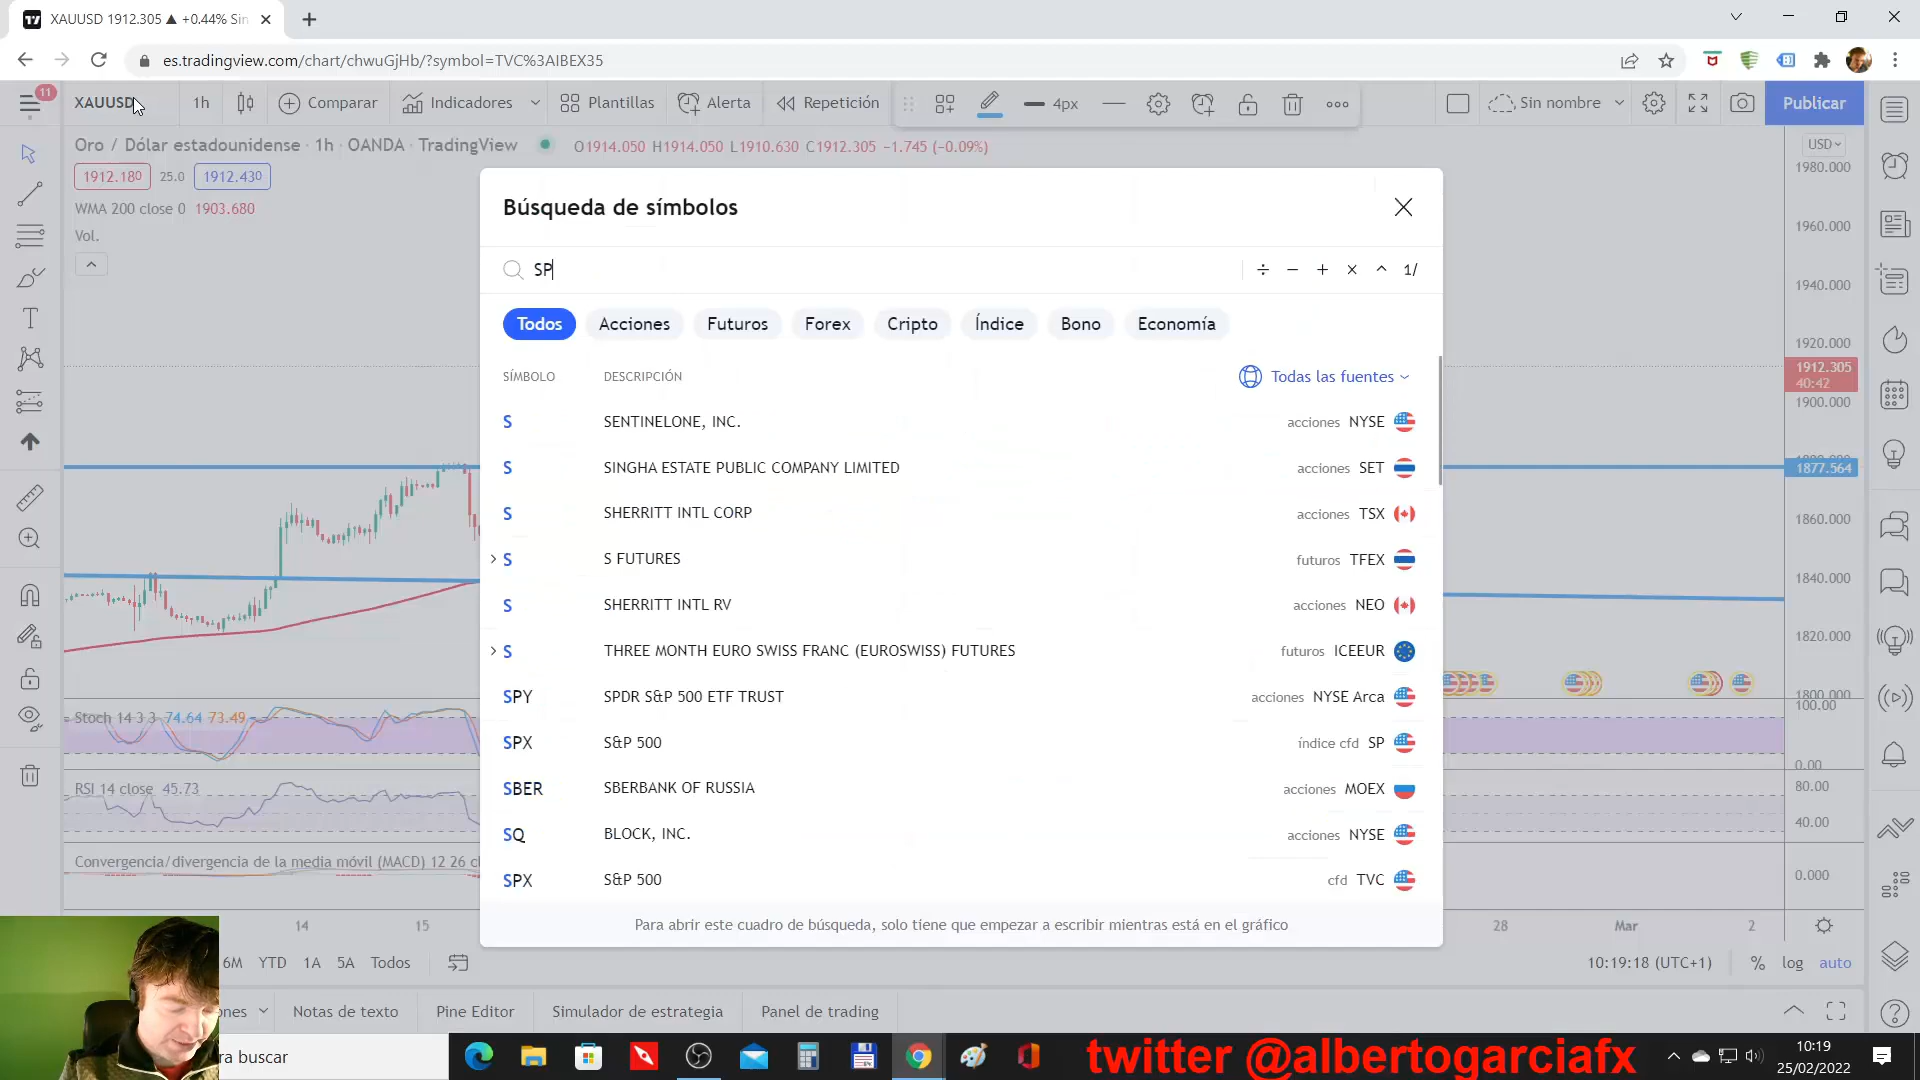 XAUUSD 1912.305 ▲ +0.44% Sin
es.tradingview.com/chart/chwuGjHb/?symbol=TVC%3AIBEX35
11
XAUUSD 1h Comparar Indicadores Plantillas Alerta Repetición 4px Sin nombre Publicar
Oro / Dólar estadounidense · 1h · OANDA · TradingView O1914.050 H1914.050 L1910.630 C1912.305 −1.745 (−0.09%)
USD
1912.180 25.0 1912.430
WMA 200 close 0 1903.680
Vol.
Búsqueda de símbolos
SP ÷ − + × ^ 1/
Todos Acciones Futuros Forex Cripto Índice Bono Economía
SÍMBOLO DESCRIPCIÓN Todas las fuentes
S SENTINELONE, INC. acciones NYSE
S SINGHA ESTATE PUBLIC COMPANY LIMITED acciones SET
S SHERRITT INTL CORP acciones TSX
S S FUTURES futuros TFEX
S SHERRITT INTL RV acciones NEO
S THREE MONTH EURO SWISS FRANC (EUROSWISS) FUTURES futuros ICEEUR
SPY SPDR S&P 500 ETF TRUST acciones NYSE Arca
SPX S&P 500 índice cfd SP
SBER SBERBANK OF RUSSIA acciones MOEX
SQ BLOCK, INC. acciones NYSE
SPX S&P 500 cfd TVC
Para abrir este cuadro de búsqueda, solo tiene que empezar a escribir mientras está en el gráfico
1980.000
1960.000
1940.000
1920.000
1912.305
40:42
1900.000
1877.564
1860.000
1840.000
1820.000
1800.000
100.00
0.00
80.00
40.00
0.000
Stoch 14 3 3 74.64 73.49
RSI 14 close 45.73
Convergencia/divergencia de la media móvil (MACD) 12 26 cl
14 15 28 Mar 2
6M YTD 1A 5A Todos 10:19:18 (UTC+1) % log auto
ones Notas de texto Pine Editor Simulador de estrategia Panel de trading
ra buscar
twitter @albertogarciafx
10:19
25/02/2022